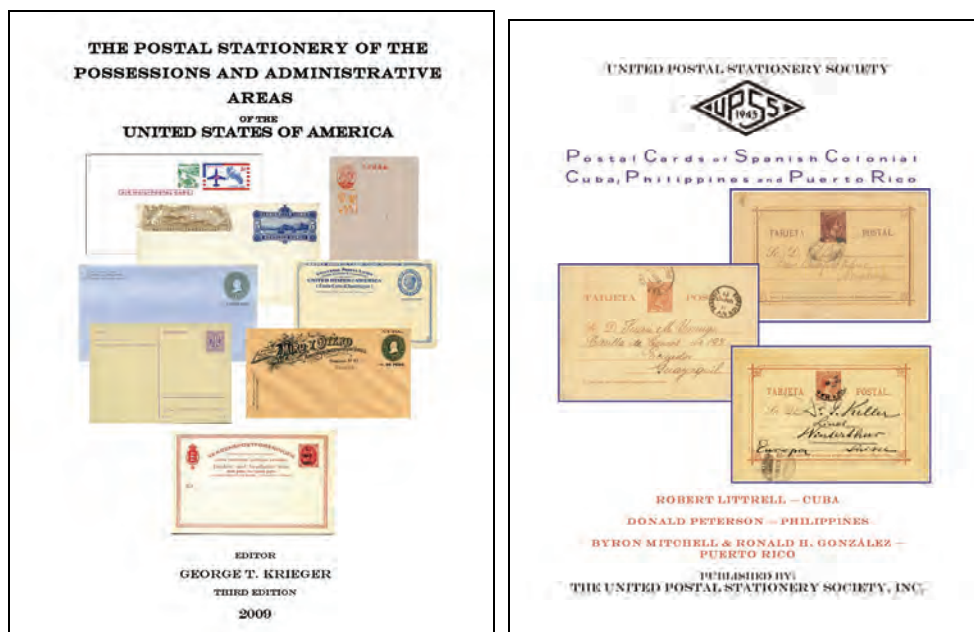 THE POSTAL STATIONERY OF THE
POSSESSIONS AND ADMINISTRATIVE
AREAS
OF THE
UNITED STATES OF AMERICA
EDITOR
GEORGE T. KRIEGER
THIRD EDITION
2009
UNITED POSTAL STATIONERY SOCIETY
UPSS
1945
Postal Cards of Spanish Colonial
Cuba, Philippines and Puerto Rico
TARJETA POSTAL
TARJETA
TARJETA POSTAL
Europa
ROBERT LITTRELL – CUBA
DONALD PETERSON – PHILIPPINES
BYRON MITCHELL & RONALD H. GONZÁLEZ –
PUERTO RICO
PUBLISHED BY:
THE UNITED POSTAL STATIONERY SOCIETY, INC.